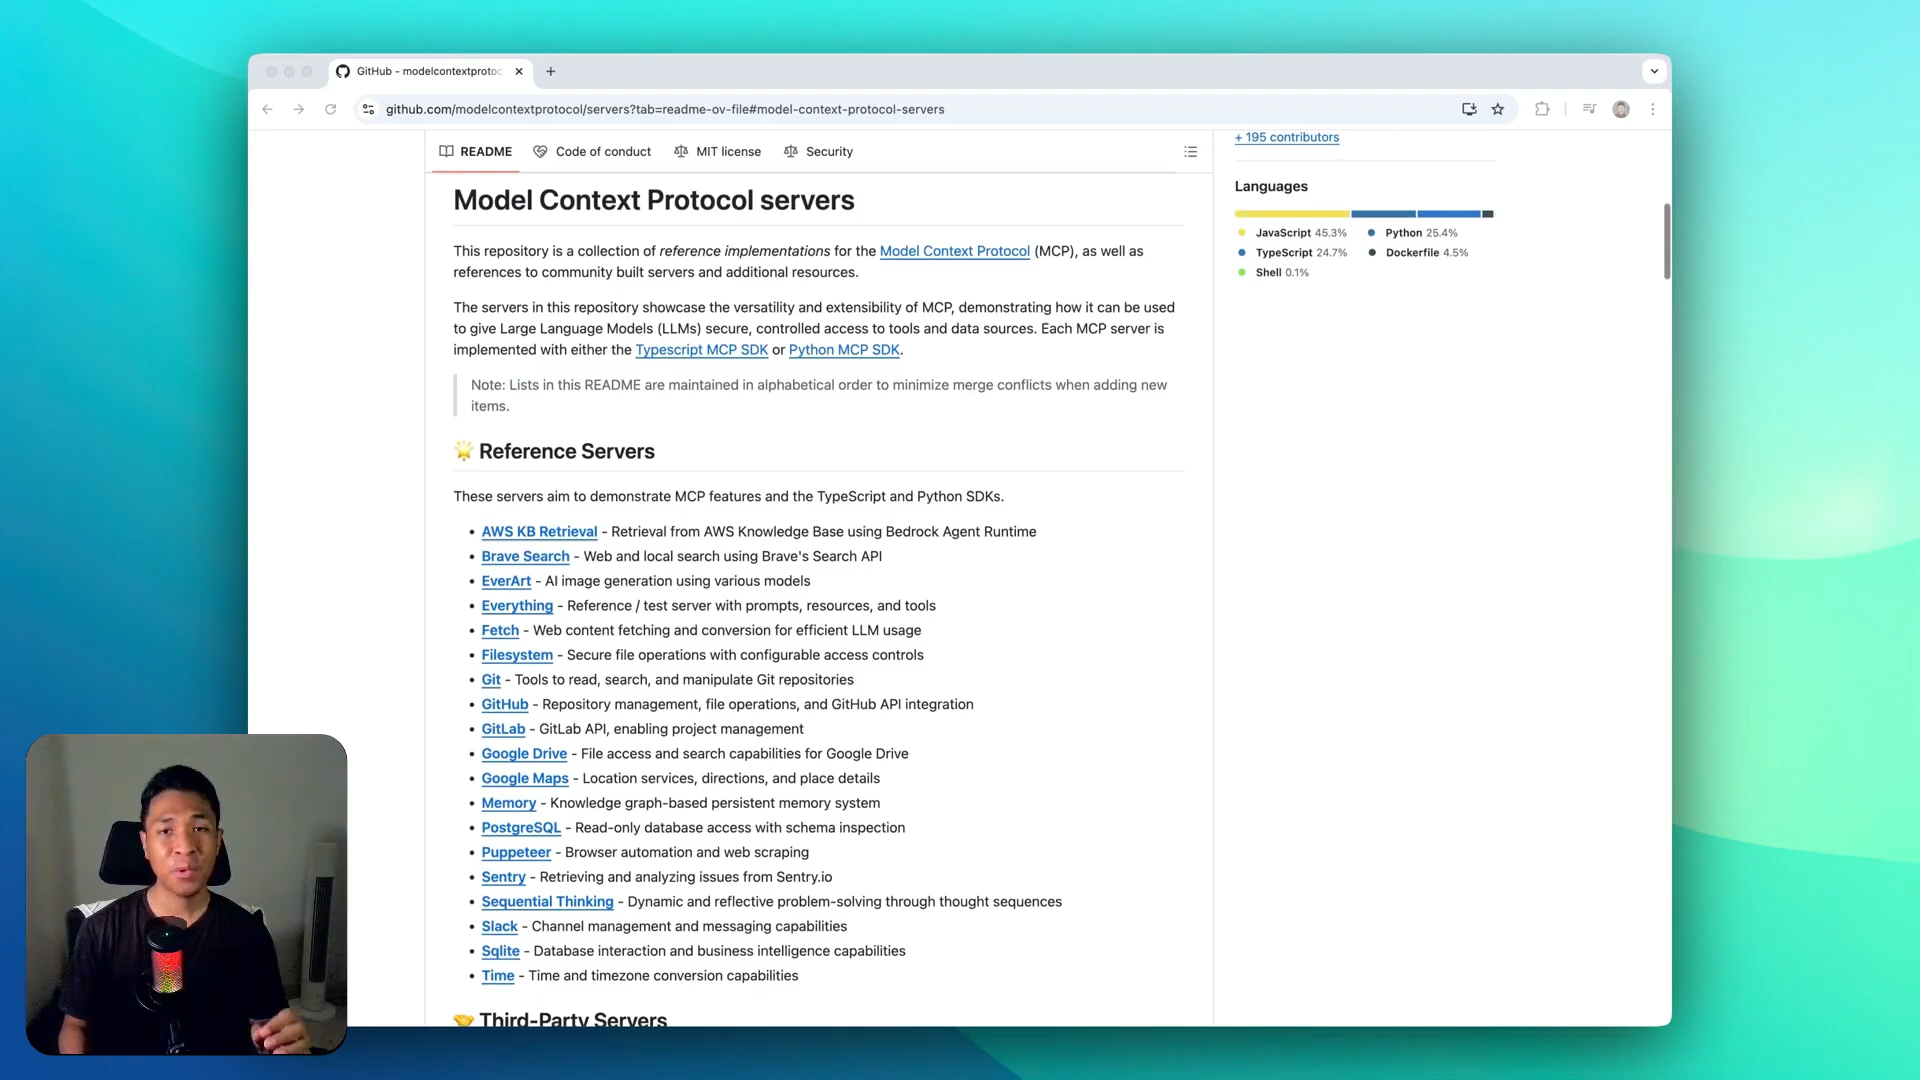 GitHub - modelcontextprotoc
github.com/modelcontextprotocol/servers?tab=readme-ov-file#model-context-protocol-servers
README Code of conduct MIT license Security
+ 195 contributors
Model Context Protocol servers
This repository is a collection of reference implementations for the Model Context Protocol (MCP), as well as
references to community built servers and additional resources.
The servers in this repository showcase the versatility and extensibility of MCP, demonstrating how it can be used
to give Large Language Models (LLMs) secure, controlled access to tools and data sources. Each MCP server is
implemented with either the Typescript MCP SDK or Python MCP SDK.
Note: Lists in this README are maintained in alphabetical order to minimize merge conflicts when adding new
items.
Reference Servers
These servers aim to demonstrate MCP features and the TypeScript and Python SDKs.
• AWS KB Retrieval - Retrieval from AWS Knowledge Base using Bedrock Agent Runtime
• Brave Search - Web and local search using Brave's Search API
• EverArt - AI image generation using various models
• Everything - Reference / test server with prompts, resources, and tools
• Fetch - Web content fetching and conversion for efficient LLM usage
• Filesystem - Secure file operations with configurable access controls
• Git - Tools to read, search, and manipulate Git repositories
• GitHub - Repository management, file operations, and GitHub API integration
• GitLab - GitLab API, enabling project management
• Google Drive - File access and search capabilities for Google Drive
• Google Maps - Location services, directions, and place details
• Memory - Knowledge graph-based persistent memory system
• PostgreSQL - Read-only database access with schema inspection
• Puppeteer - Browser automation and web scraping
• Sentry - Retrieving and analyzing issues from Sentry.io
• Sequential Thinking - Dynamic and reflective problem-solving through thought sequences
• Slack - Channel management and messaging capabilities
• Sqlite - Database interaction and business intelligence capabilities
• Time - Time and timezone conversion capabilities
Third-Party Servers
Languages
JavaScript 45.3% Python 25.4%
TypeScript 24.7% Dockerfile 4.5%
Shell 0.1%